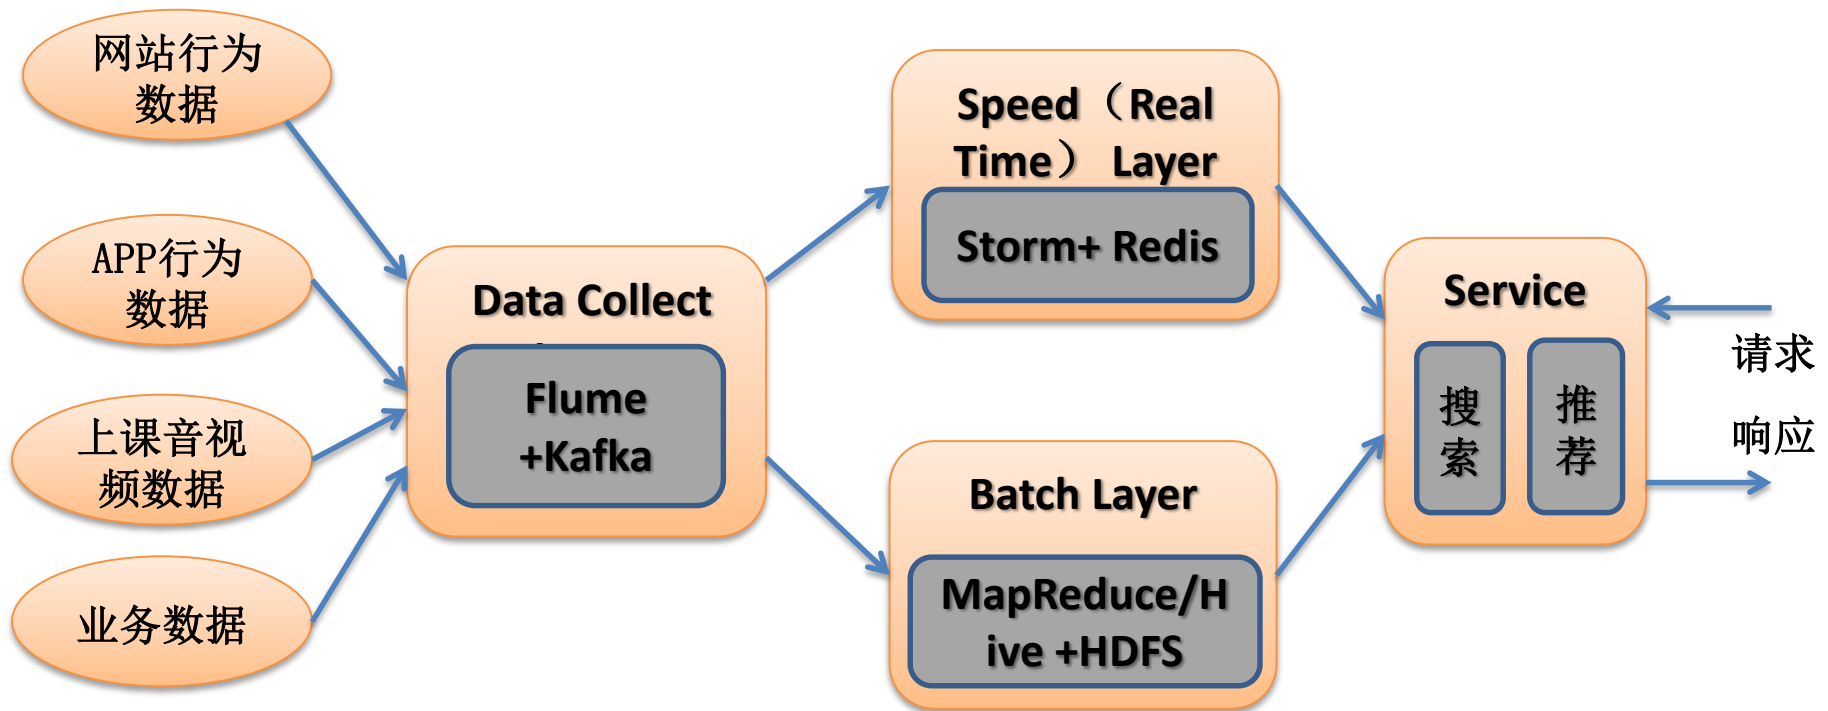 网站行为
数据
APP行为
数据
上课音视
频数据
业务数据
Data Collect
Flume
+Kafka
Speed（Real
Time） Layer
Storm+ Redis
Batch Layer
MapReduce/H
ive +HDFS
Service
搜
索
推
荐
请求
响应